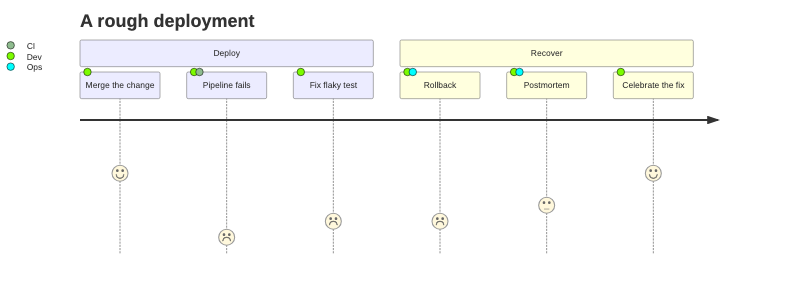 A rough deployment
CI
Dev
Ops
Deploy
Recover
Merge the change
Pipeline fails
Fix flaky test
Rollback
Postmortem
Celebrate the fix